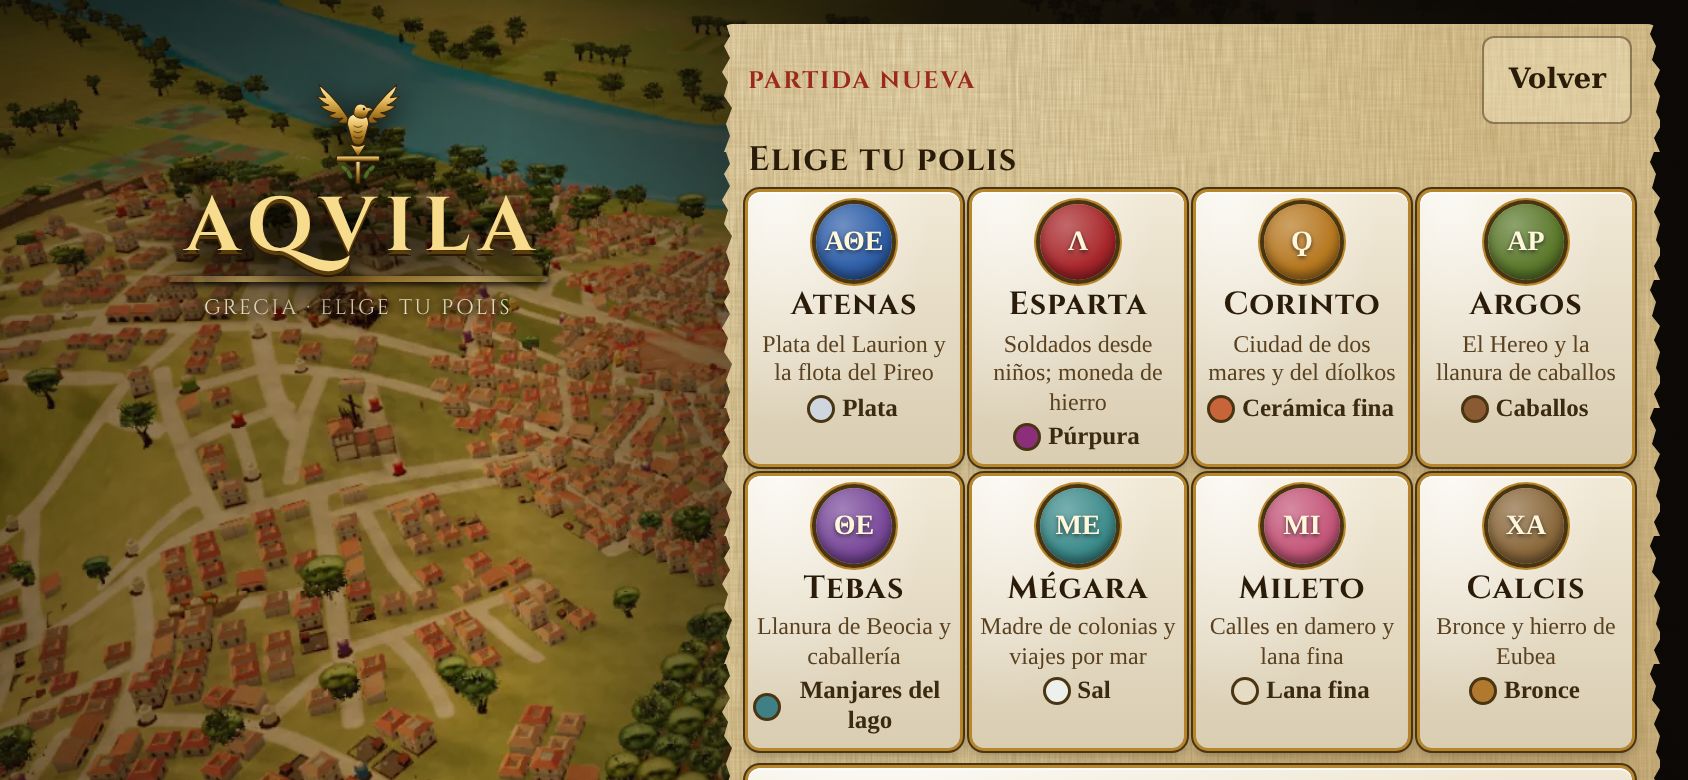 AQVILA
GRECIA · ELIGE TU POLIS
PARTIDA NUEVA
Volver
ELIGE TU POLIS
ΑΘΕ
ATENAS
Plata del Laurion y
la flota del Pireo
Plata
Λ
ESPARTA
Soldados desde
niños; moneda de
hierro
Púrpura
Ϙ
CORINTO
Ciudad de dos
mares y del díolkos
Cerámica fina
ΑΡ
ARGOS
El Hereo y la
llanura de caballos
Caballos
ΘΕ
TEBAS
Llanura de Beocia y
caballería
Manjares del
lago
ΜΕ
MÉGARA
Madre de colonias y
viajes por mar
Sal
ΜΙ
MILETO
Calles en damero y
lana fina
Lana fina
ΧΑ
CALCIS
Bronce y hierro de
Eubea
Bronce